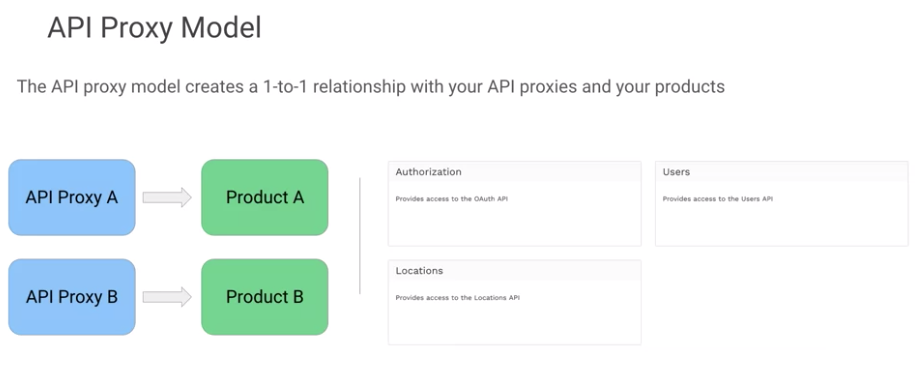 API Proxy Model
The API proxy model creates a 1-to-1 relationship with your API proxies and your products
API Proxy A
Product A
API Proxy B
Product B
Authorization
Provides access to the OAuth API
Users
Provides access to the Users API
Locations
Provides access to the Locations API